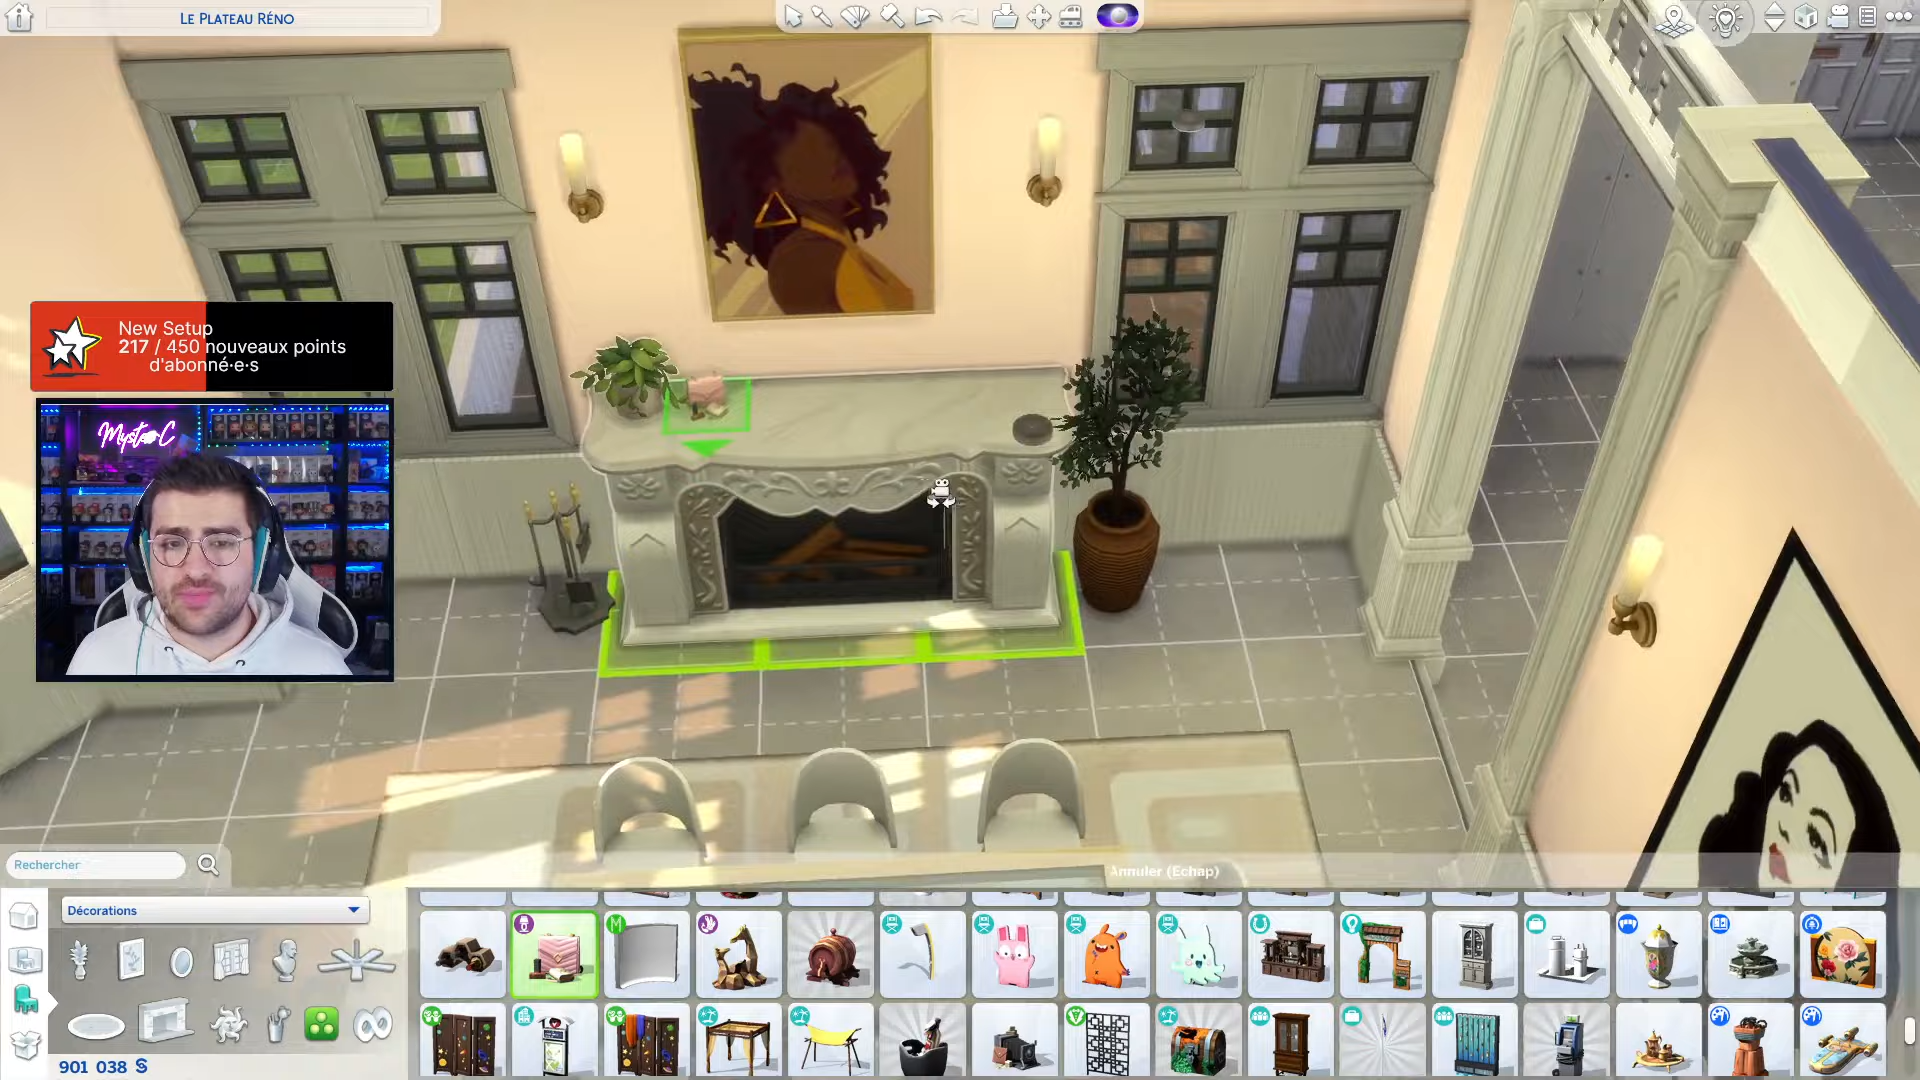 Le Plateau Réno
New Setup
217 / 450 nouveaux points
d'abonné·e·s
Myst-C
Annuler (Echap)
Rechercher
Décorations
M
901 038 S